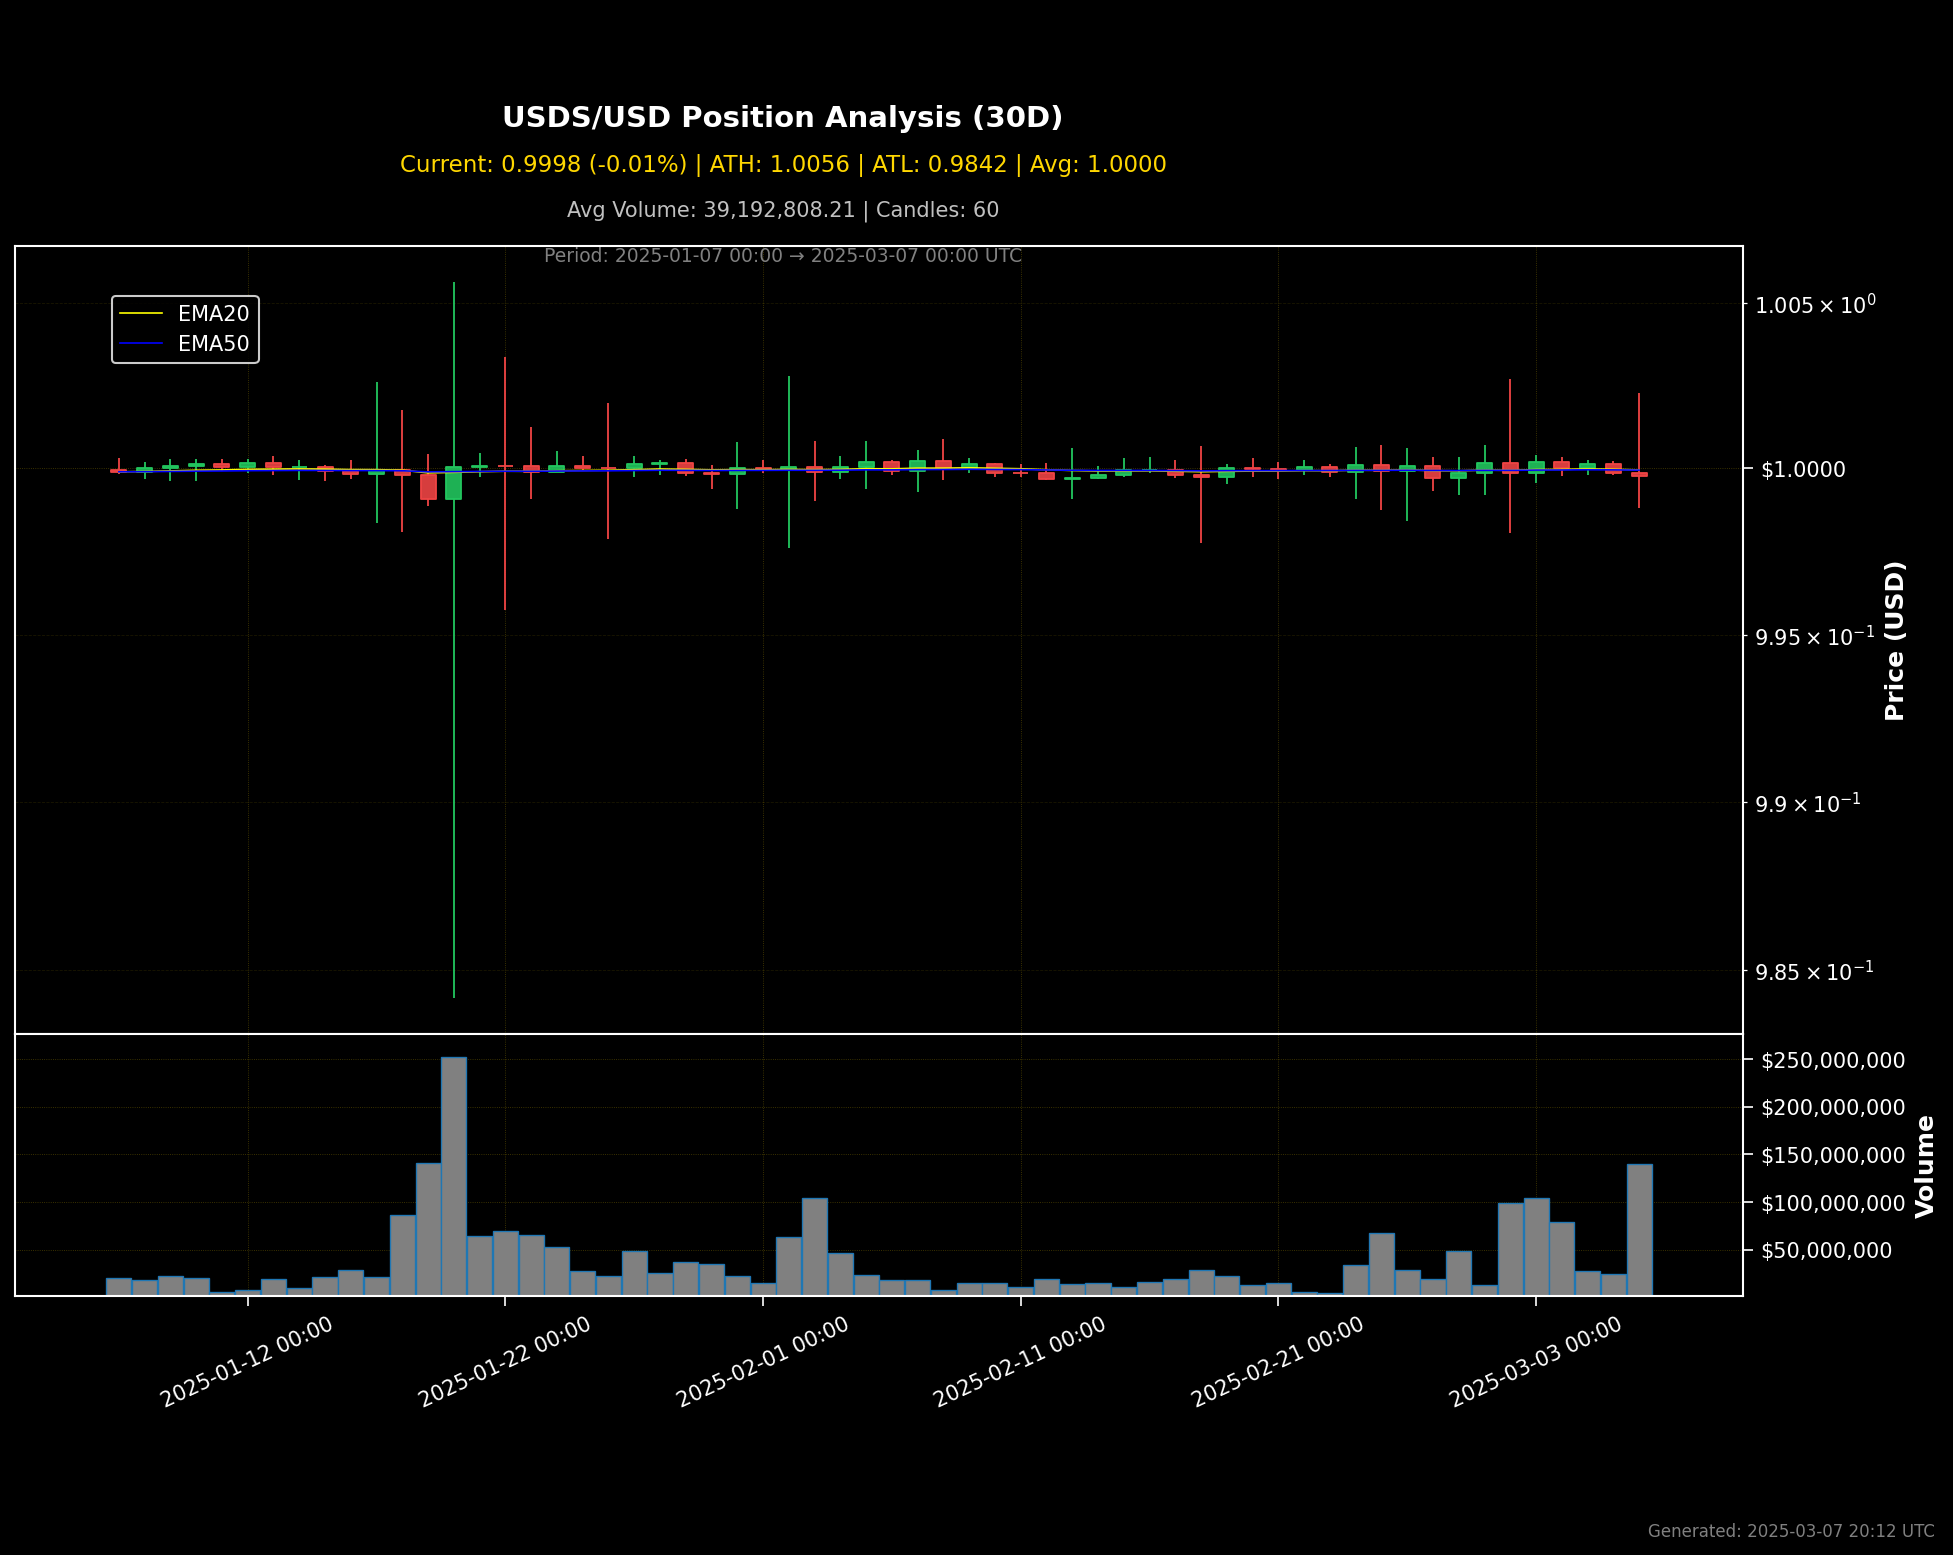 USDS/USD Position Analysis (30D)
Current: 0.9998 (-0.01%) | ATH: 1.0056 | ATL: 0.9842 | Avg: 1.0000
Avg Volume: 39,192,808.21 | Candles: 60
Period: 2025-01-07 00:00 → 2025-03-07 00:00 UTC
EMA20
EMA50
1.005 × 10⁰
$1.0000
9.95 × 10⁻¹
9.9 × 10⁻¹
9.85 × 10⁻¹
Price (USD)
$250,000,000
$200,000,000
$150,000,000
$100,000,000
$50,000,000
Volume
2025-01-12 00:00
2025-01-22 00:00
2025-02-01 00:00
2025-02-11 00:00
2025-02-21 00:00
2025-03-03 00:00
Generated: 2025-03-07 20:12 UTC